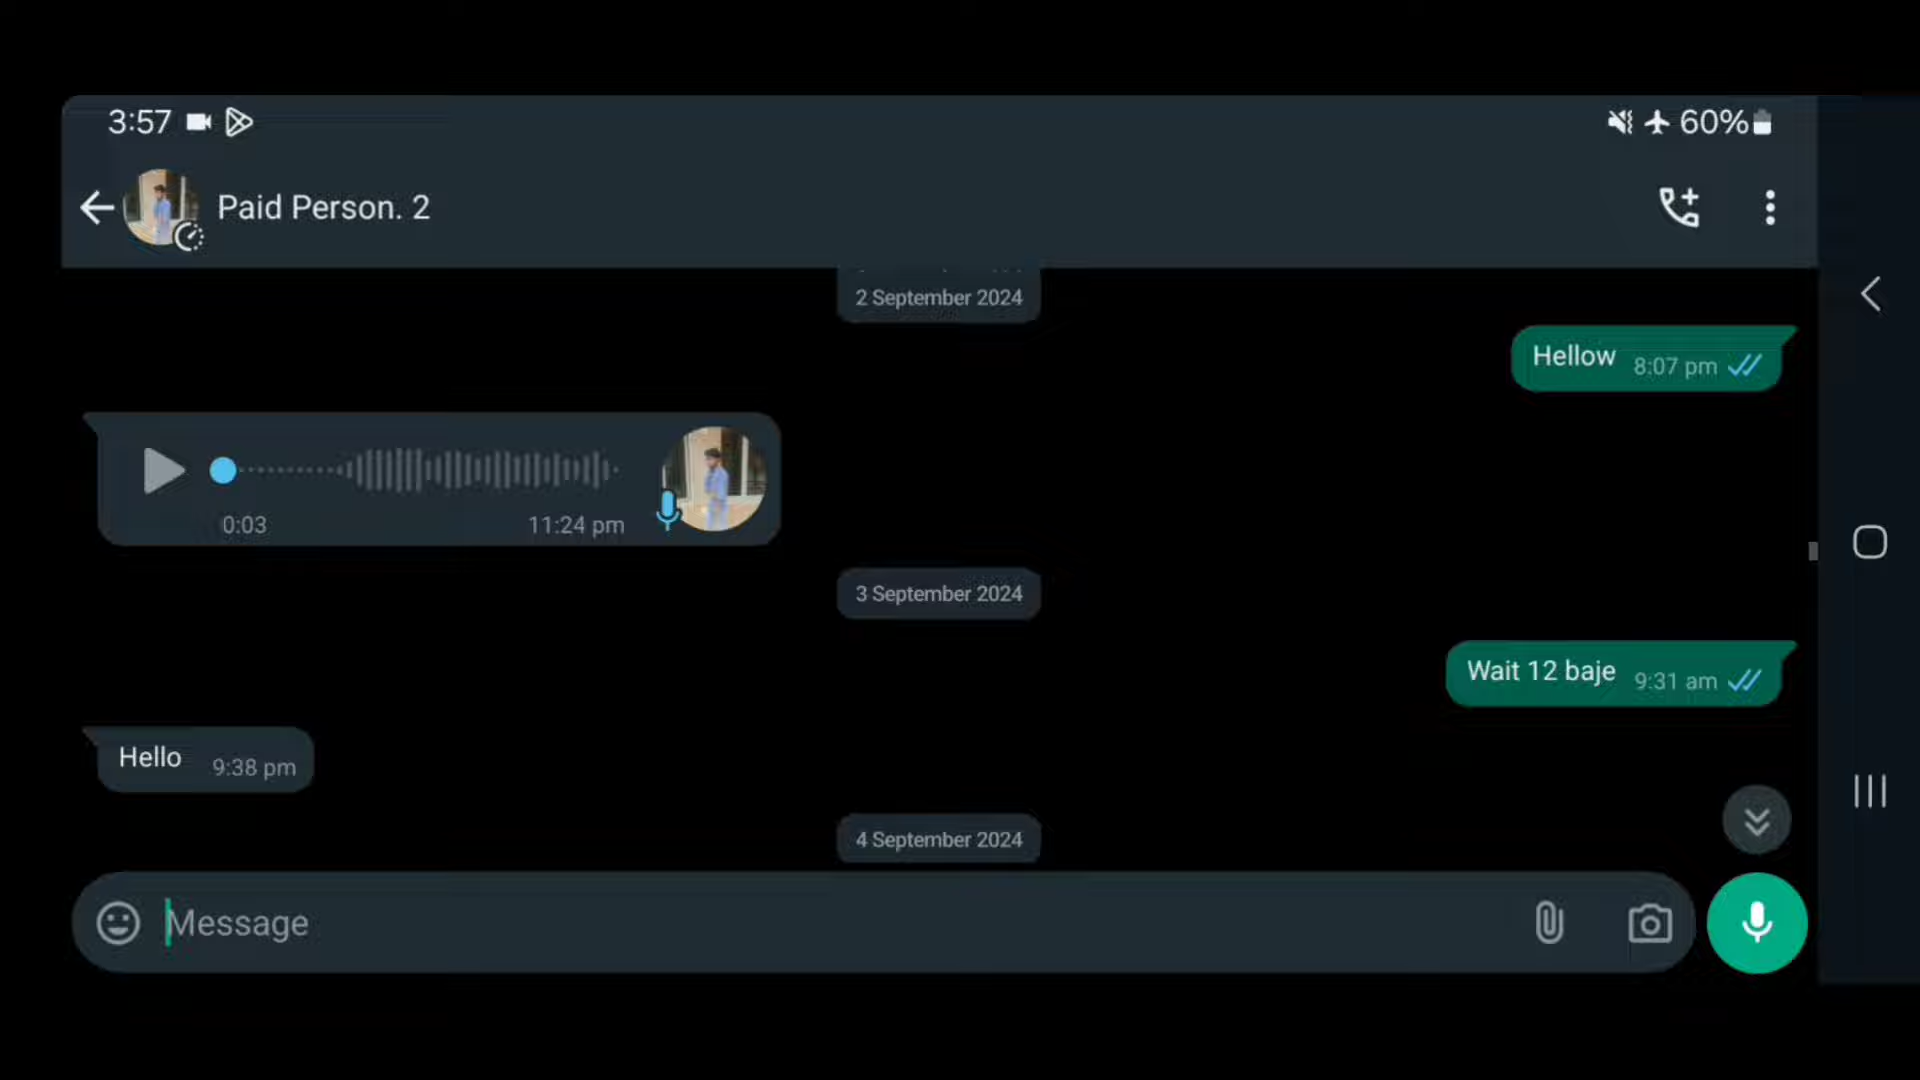 3:57
60%
Paid Person. 2
2 September 2024
Hellow 8:07 pm
0:03 11:24 pm
3 September 2024
Wait 12 baje 9:31 am
Hello 9:38 pm
4 September 2024
Message